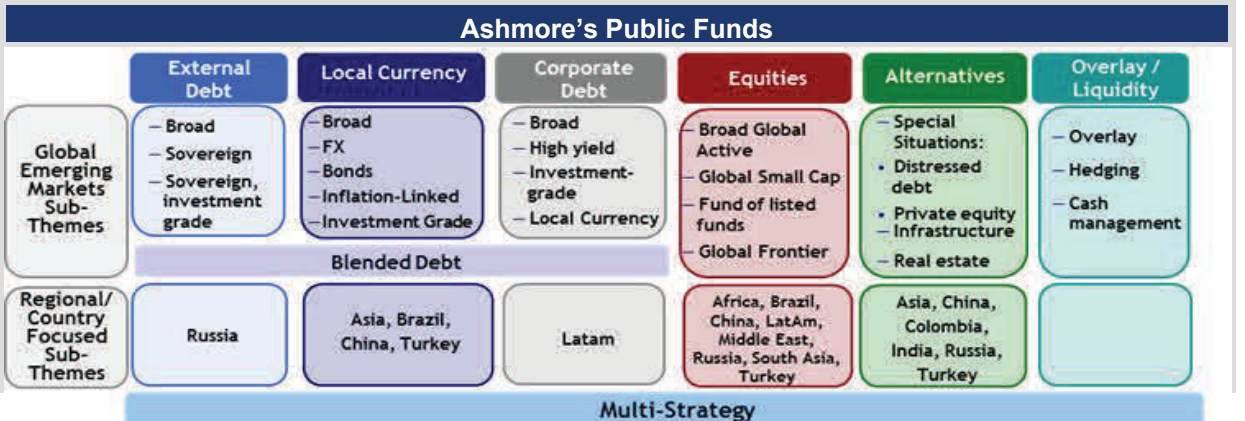 Ashmore's Public Funds
External
Debt
Local Currency
Corporate
Debt
Equities
Alternatives
Overlay /
Liquidity
Global
Emerging
Markets
Sub-
Themes
– Broad
– Sovereign
– Sovereign,
investment
grade
– Broad
– FX
– Bonds
– Inflation-Linked
– Investment Grade
– Broad
– High yield
– Investment-
grade
– Local Currency
Blended Debt
– Broad Global
Active
– Global Small Cap
– Fund of listed
funds
– Global Frontier
– Special
Situations:
• Distressed
debt
• Private equity
– Infrastructure
– Real estate
– Overlay
– Hedging
– Cash
management
Regional/
Country
Focused
Sub-
Themes
Russia
Asia, Brazil,
China, Turkey
Latam
Africa, Brazil,
China, LatAm,
Middle East,
Russia, South Asia,
Turkey
Asia, China,
Colombia,
India, Russia,
Turkey
Multi-Strategy